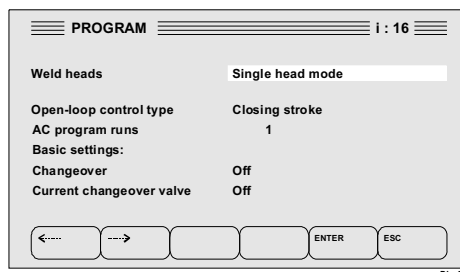 PROGRAM i : 16
Weld heads Single head mode
Open-loop control type Closing stroke
AC program runs 1
Basic settings:
Changeover Off
Current changeover valve Off
<---- ----> ENTER ESC